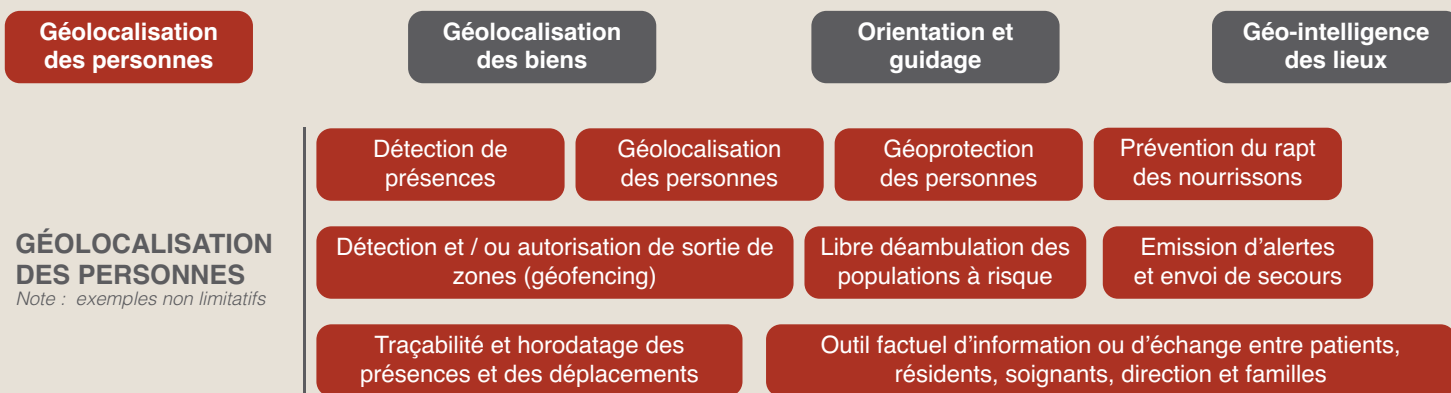 Géolocalisation
des personnes
Géolocalisation
des biens
Orientation et
guidage
Géo-intelligence
des lieux
GÉOLOCALISATION
DES PERSONNES
Note :  exemples non limitatifs
Détection de
présences
Géolocalisation
des personnes
Géoprotection
des personnes
Prévention du rapt
des nourrissons
Détection et / ou autorisation de sortie de
zones (géofencing)
Libre déambulation des
populations à risque
Emission d’alertes
et envoi de secours
Traçabilité et horodatage des
présences et des déplacements
Outil factuel d’information ou d’échange entre patients,
résidents, soignants, direction et familles